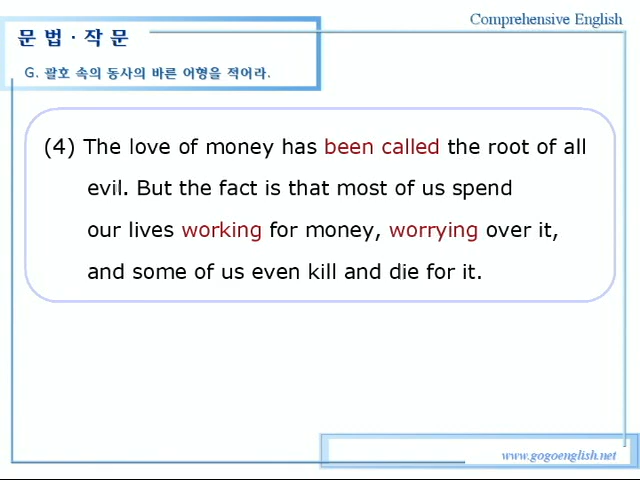 Comprehensive English
문 법 · 작 문
G. 괄호 속의 동사의 바른 어형을 적어라.
(4) The love of money has been called the root of all
evil. But the fact is that most of us spend
our lives working for money, worrying over it,
and some of us even kill and die for it.
www.gogoenglish.net